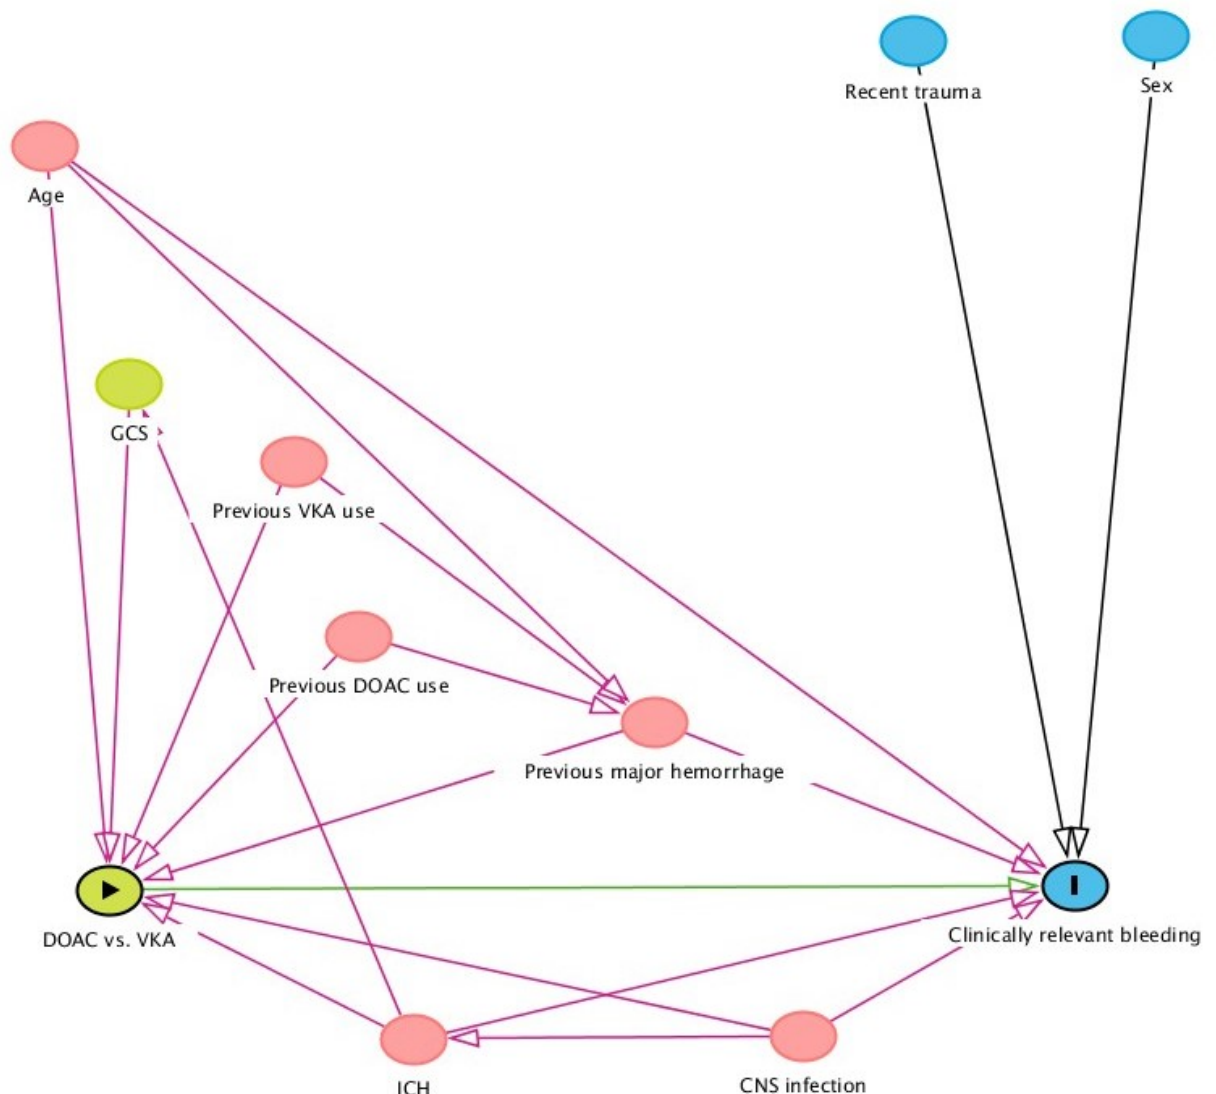 Recent trauma
Sex
Age
GCS
Previous VKA use
Previous DOAC use
Previous major hemorrhage
DOAC vs. VKA
Clinically relevant bleeding
ICH
CNS infection